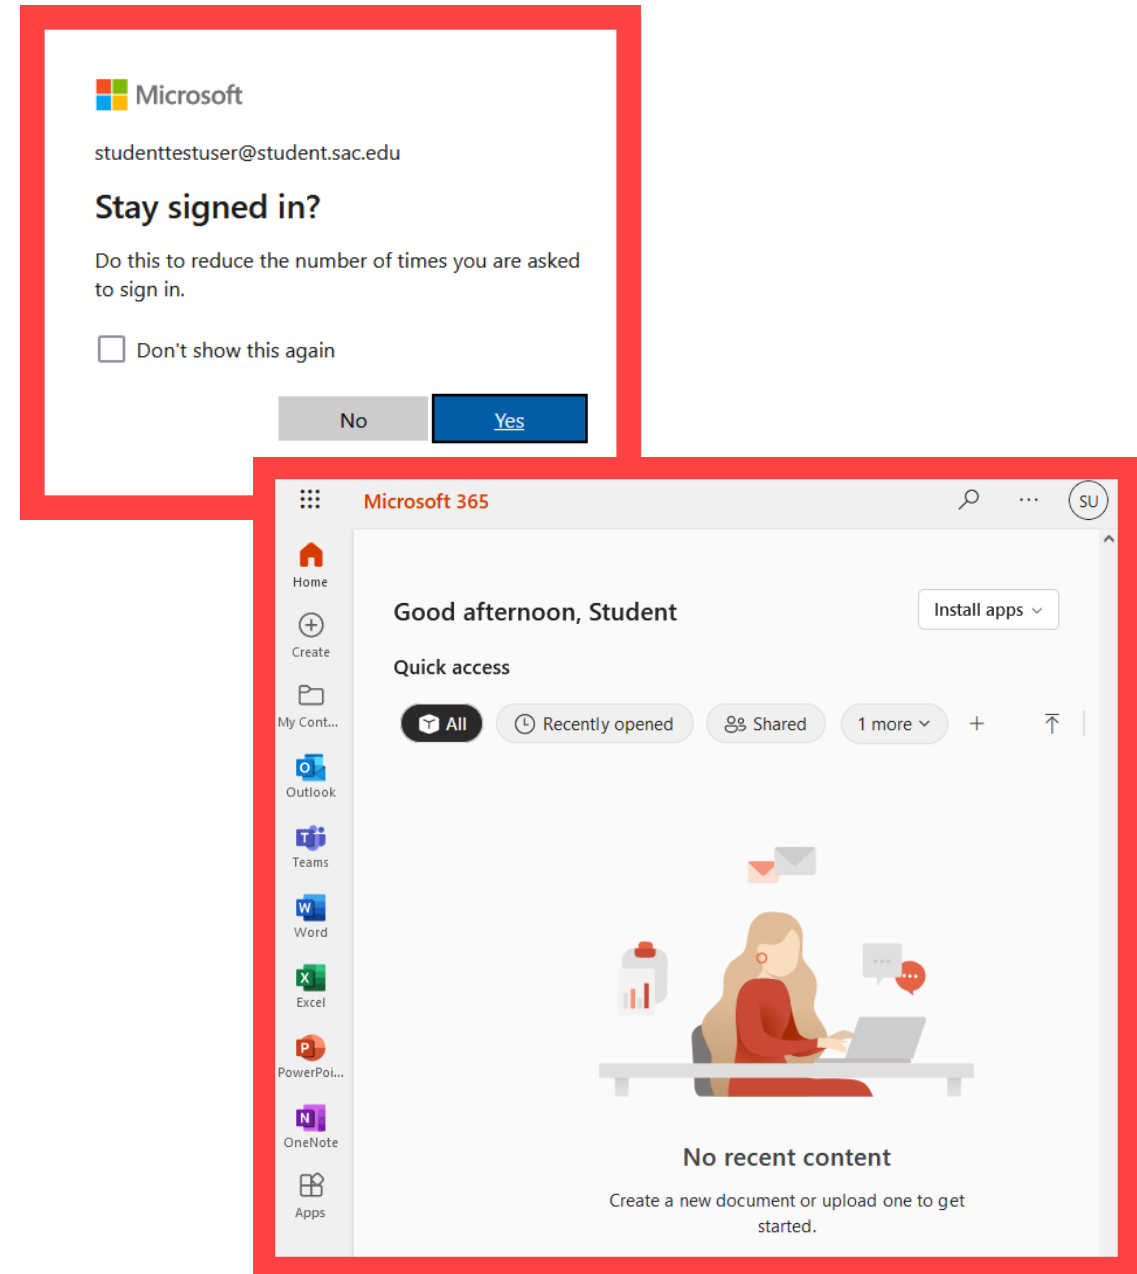 Microsoft
studenttestuser@student.sac.edu
Stay signed in?
Do this to reduce the number of times you are asked
to sign in.
Don't show this again
No
Yes
Microsoft 365
...
SU
Home
Create
My Cont...
Outlook
Teams
Word
Excel
PowerPoi...
OneNote
Apps
Good afternoon, Student
Install apps
Quick access
All
Recently opened
Shared
1 more
No recent content
Create a new document or upload one to get
started.